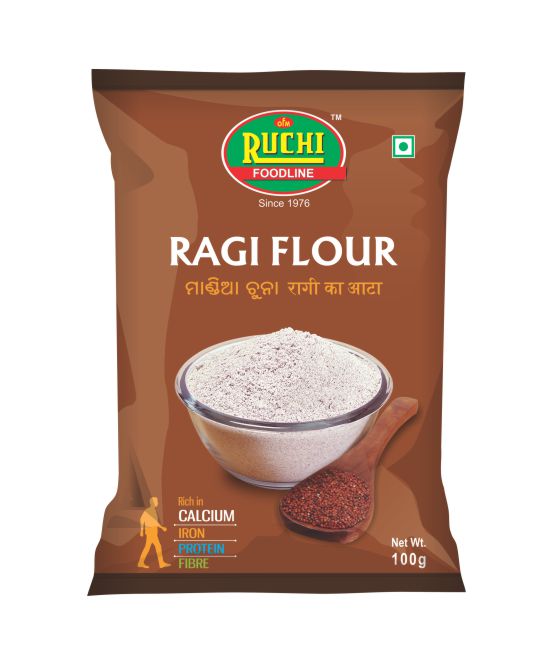 OFM
RUCHI
TM
FOODLINE
Since 1976
RAGI FLOUR
ମାଣ୍ଡିଆ ଚୁନା रागी का आटा
Rich in
CALCIUM
IRON
PROTEIN
FIBRE
Net Wt.
100g